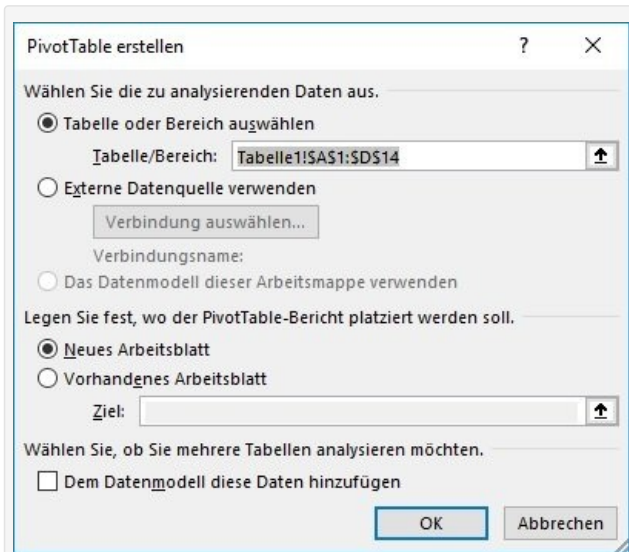 PivotTable erstellen ? ×
Wählen Sie die zu analysierenden Daten aus.
Tabelle oder Bereich auswählen
Tabelle/Bereich: Tabelle1!$A$1:$D$14
Externe Datenquelle verwenden
Verbindung auswählen...
Verbindungsname:
Das Datenmodell dieser Arbeitsmappe verwenden
Legen Sie fest, wo der PivotTable-Bericht platziert werden soll.
Neues Arbeitsblatt
Vorhandenes Arbeitsblatt
Ziel:
Wählen Sie, ob Sie mehrere Tabellen analysieren möchten.
Dem Datenmodell diese Daten hinzufügen
OK Abbrechen